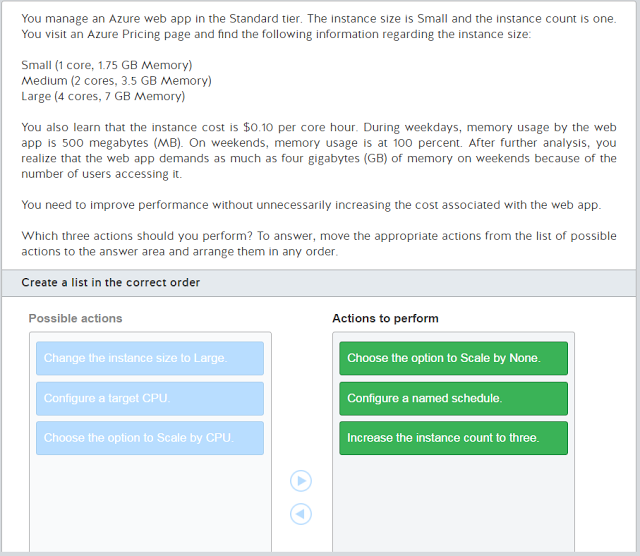 You manage an Azure web app in the Standard tier. The instance size is Small and the instance count is one.
You visit an Azure Pricing page and find the following information regarding the instance size:
Small (1 core, 1.75 GB Memory)
Medium (2 cores, 3.5 GB Memory)
Large (4 cores, 7 GB Memory)
You also learn that the instance cost is $0.10 per core hour. During weekdays, memory usage by the web
app is 500 megabytes (MB). On weekends, memory usage is at 100 percent. After further analysis, you
realize that the web app demands as much as four gigabytes (GB) of memory on weekends because of the
number of users accessing it.
You need to improve performance without unnecessarily increasing the cost associated with the web app.
Which three actions should you perform? To answer, move the appropriate actions from the list of possible
actions to the answer area and arrange them in any order.
Create a list in the correct order
Possible actions
Change the instance size to Large.
Configure a target CPU.
Choose the option to Scale by CPU.
Actions to perform
Choose the option to Scale by None.
Configure a named schedule.
Increase the instance count to three.